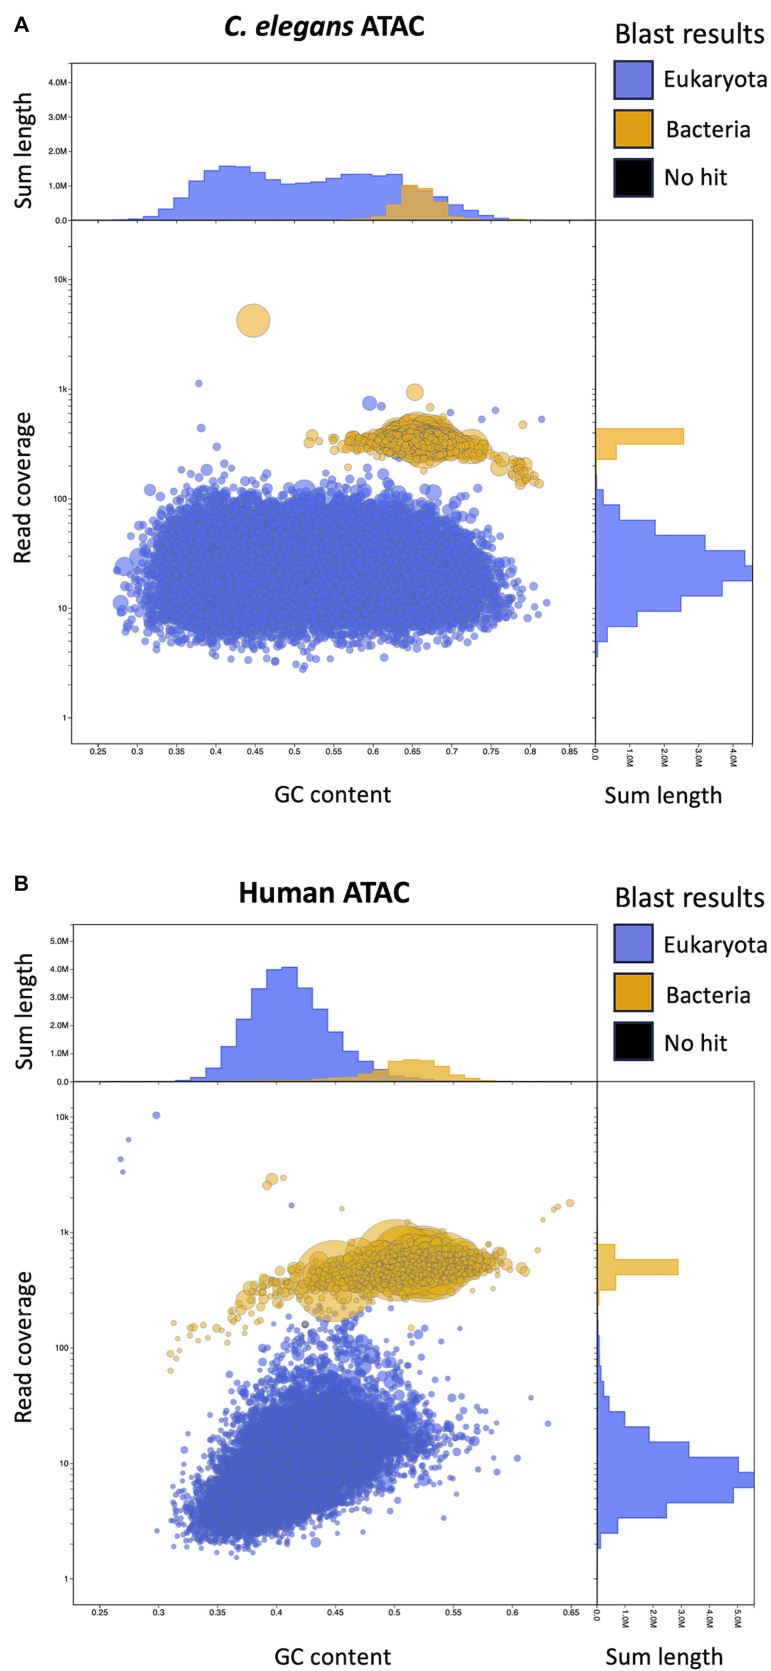 A
C. elegans ATAC
Blast results
Eukaryota
Bacteria
No hit
Sum length
4.0M
3.0M
2.0M
1.0M
0.0
Read coverage
10k
1k
100
10
1
0.25 0.3 0.35 0.4 0.45 0.5 0.55 0.6 0.65 0.7 0.75 0.8 0.85
GC content
0.0 1.0M 2.0M 3.0M 4.0M
Sum length
B
Human ATAC
Blast results
Eukaryota
Bacteria
No hit
Sum length
5.0M
4.0M
3.0M
2.0M
1.0M
0.0
Read coverage
10k
1k
100
10
1
0.25 0.3 0.35 0.4 0.45 0.5 0.55 0.6 0.65
GC content
0.0 1.0M 2.0M 3.0M 4.0M 5.0M
Sum length